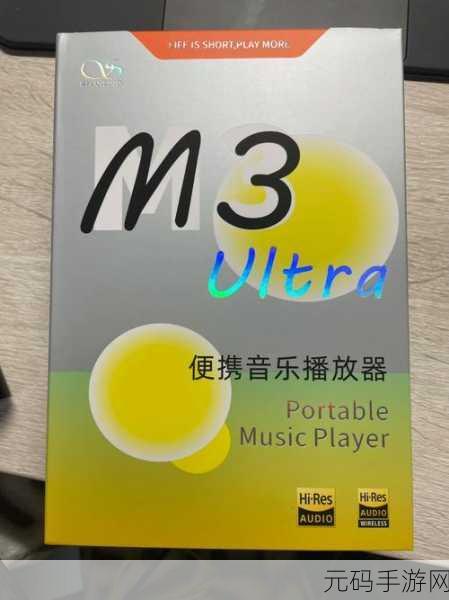 LIFE IS SHORT,PLAY MORE
M3
Ultra
便携音乐播放器
Portable
Music Player
Hi-Res
AUDIO
Hi-Res
AUDIO
WIRELESS
元码手游网